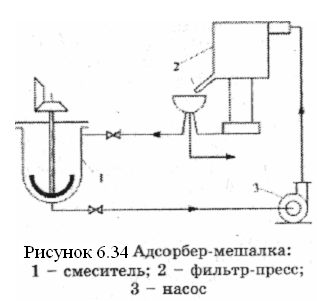 2
1
3
Рисунок 6.34 Адсорбер-мешалка:
1 – смеситель; 2 – фильтр-пресс;
3 – насос